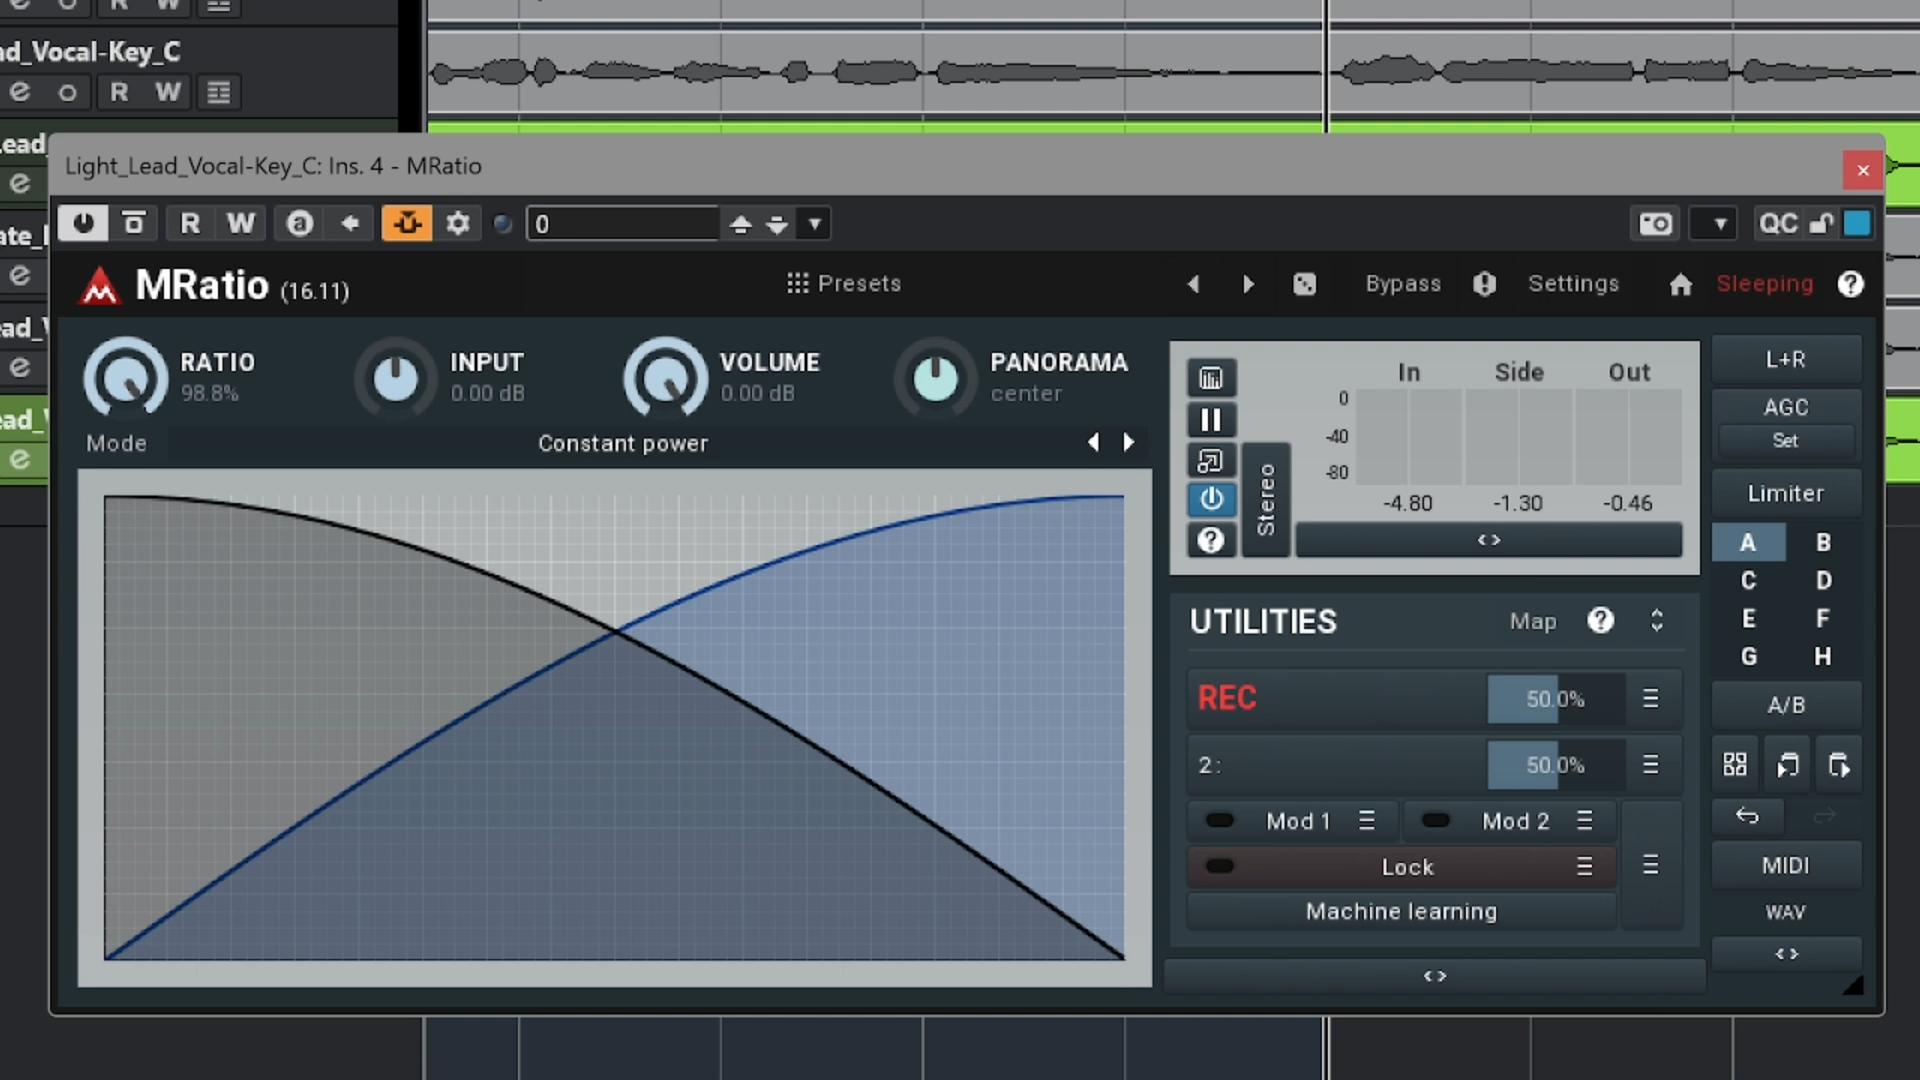 R W
ad_Vocal-Key_C
e o R W
Lead_
e
ate_l
e
ead_V
e
ead_V
e
Light_Lead_Vocal-Key_C: Ins. 4 - MRatio
R W a 0 QC
MRatio (16.11) Presets Bypass Settings Sleeping ?
RATIO
98.8%
INPUT
0.00 dB
VOLUME
0.00 dB
PANORAMA
center
Mode Constant power
In Side Out
0
-40
-80
-4.80 -1.30 -0.46
Stereo
?
<>
UTILITIES Map ?
REC 50.0%
2: 50.0%
Mod 1 Mod 2
Lock
Machine learning
<>
L+R
AGC
Set
Limiter
A B
C D
E F
G H
A/B
MIDI
WAV
<>